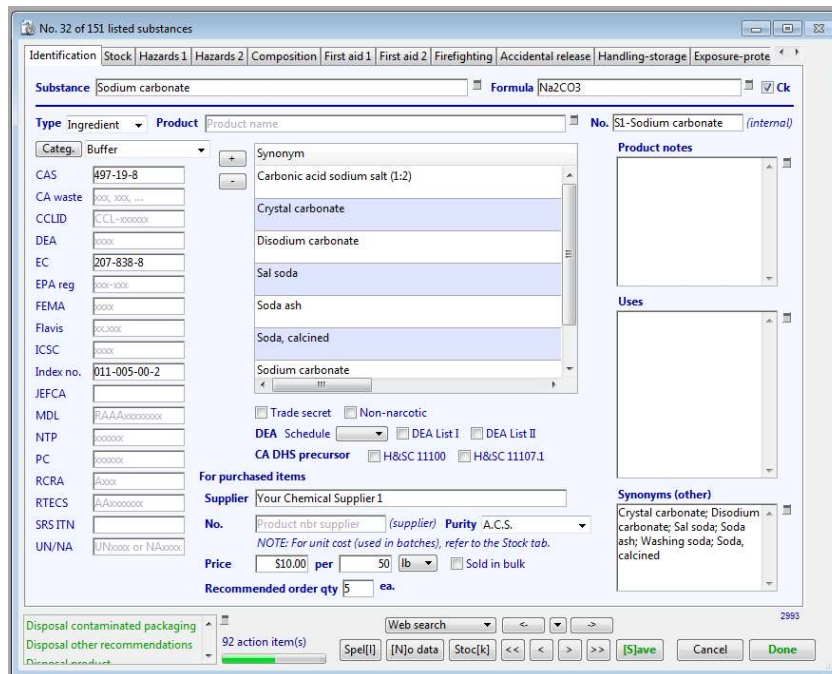 No. 32 of 151 listed substances
Identification Stock Hazards 1 Hazards 2 Composition First aid 1 First aid 2 Firefighting Accidental release Handling-storage Exposure-prote
Substance Sodium carbonate Formula Na2CO3 Ck
Type Ingredient Product Product name No. S1-Sodium carbonate (internal)
Categ. Buffer
CAS 497-19-8
CA waste xxx, xxx, ...
CCLID CCL-xxxxxx
DEA xxxx
EC 207-838-8
EPA reg xxx-xxx
FEMA xxxx
Flavis xx.xxx
ICSC xxxx
Index no. 011-005-00-2
JEFCA
MDL RAAAxxxxxxxx
NTP xxxxxx
PC xxxxxx
RCRA Axxx
RTECS AAxxxxxxx
SRS ITN
UN/NA UNxxxx or NAxxxx
+
-
Synonym
Carbonic acid sodium salt (1:2)
Crystal carbonate
Disodium carbonate
Sal soda
Soda ash
Soda, calcined
Sodium carbonate
Trade secret Non-narcotic
DEA Schedule DEA List I DEA List II
CA DHS precursor H&SC 11100 H&SC 11107.1
For purchased items
Supplier Your Chemical Supplier 1
No. Product nbr supplier (supplier) Purity A.C.S.
NOTE: For unit cost (used in batches), refer to the Stock tab.
Price $10.00 per 50 lb Sold in bulk
Recommended order qty 5 ea.
Product notes
Uses
Synonyms (other)
Crystal carbonate; Disodium
carbonate; Sal soda; Soda
ash; Washing soda; Soda,
calcined
2993
Disposal contaminated packaging
Disposal other recommendations
Disposal product
92 action item(s)
Web search <- ->
Spel[l] [N]o data Stoc[k] << < > >> [S]ave Cancel Done